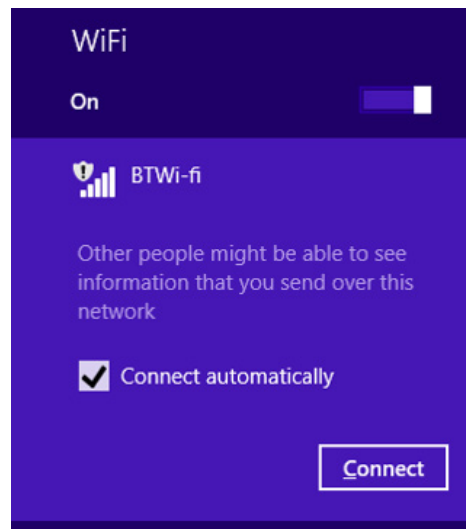 WiFi
On
BTWi-fi
Other people might be able to see
information that you send over this
network
Connect automatically
Connect